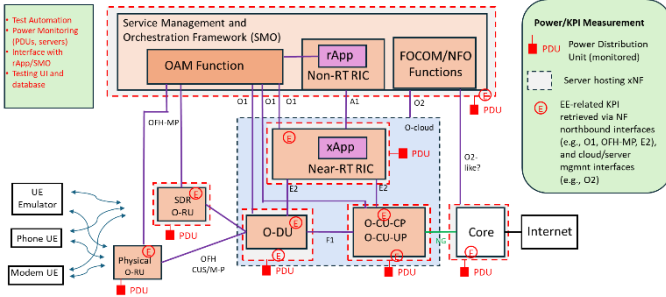 • Test Automation
• Power Monitoring
(PDUs, servers)
• Interface with
rApp/SMO
• Testing UI and
database
Service Management and
Orchestration Framework (SMO)
OAM Function
rApp
Non-RT RIC
FOCOM/NFO
Functions
E
PDU
O1
O1
O1
A1
O2
OFH-MP
O-cloud
E
xApp
Near-RT RIC
PDU
O2-
like?
E2
E2
UE
Emulator
Phone UE
Modem UE
SDR
O-RU
E
PDU
E
Physical
O-RU
PDU
OFH
CUS/M-P
E
O-DU
PDU
E
F1
E
O-CU-CP
O-CU-UP
E
PDU
NG
Core
E
PDU
Internet
Power/KPI Measurement
PDU
Power Distribution
Unit (monitored)
Server hosting xNF
E
EE-related KPI
retrieved via NF
northbound interfaces
(e.g., O1, OFH-MP, E2),
and cloud/server
mgmt interfaces
(e.g., O2)